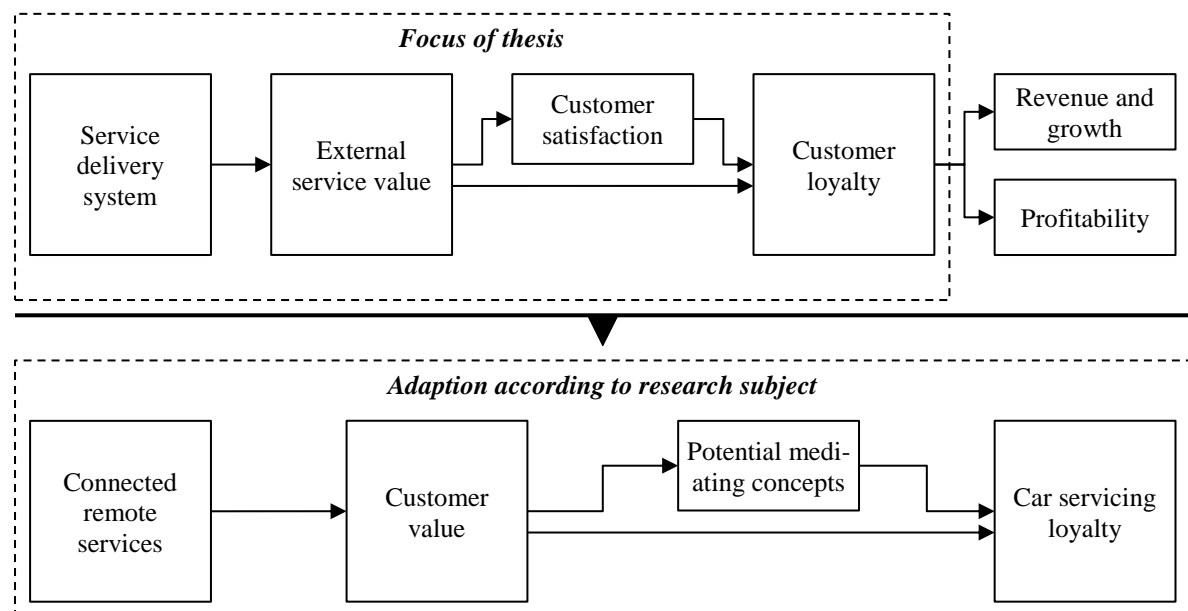 Focus of thesis
Service
delivery
system
External
service value
Customer
satisfaction
Customer
loyalty
Revenue and
growth
Profitability
Adaption according to research subject
Connected
remote
services
Customer
value
Potential medi-
ating concepts
Car servicing
loyalty